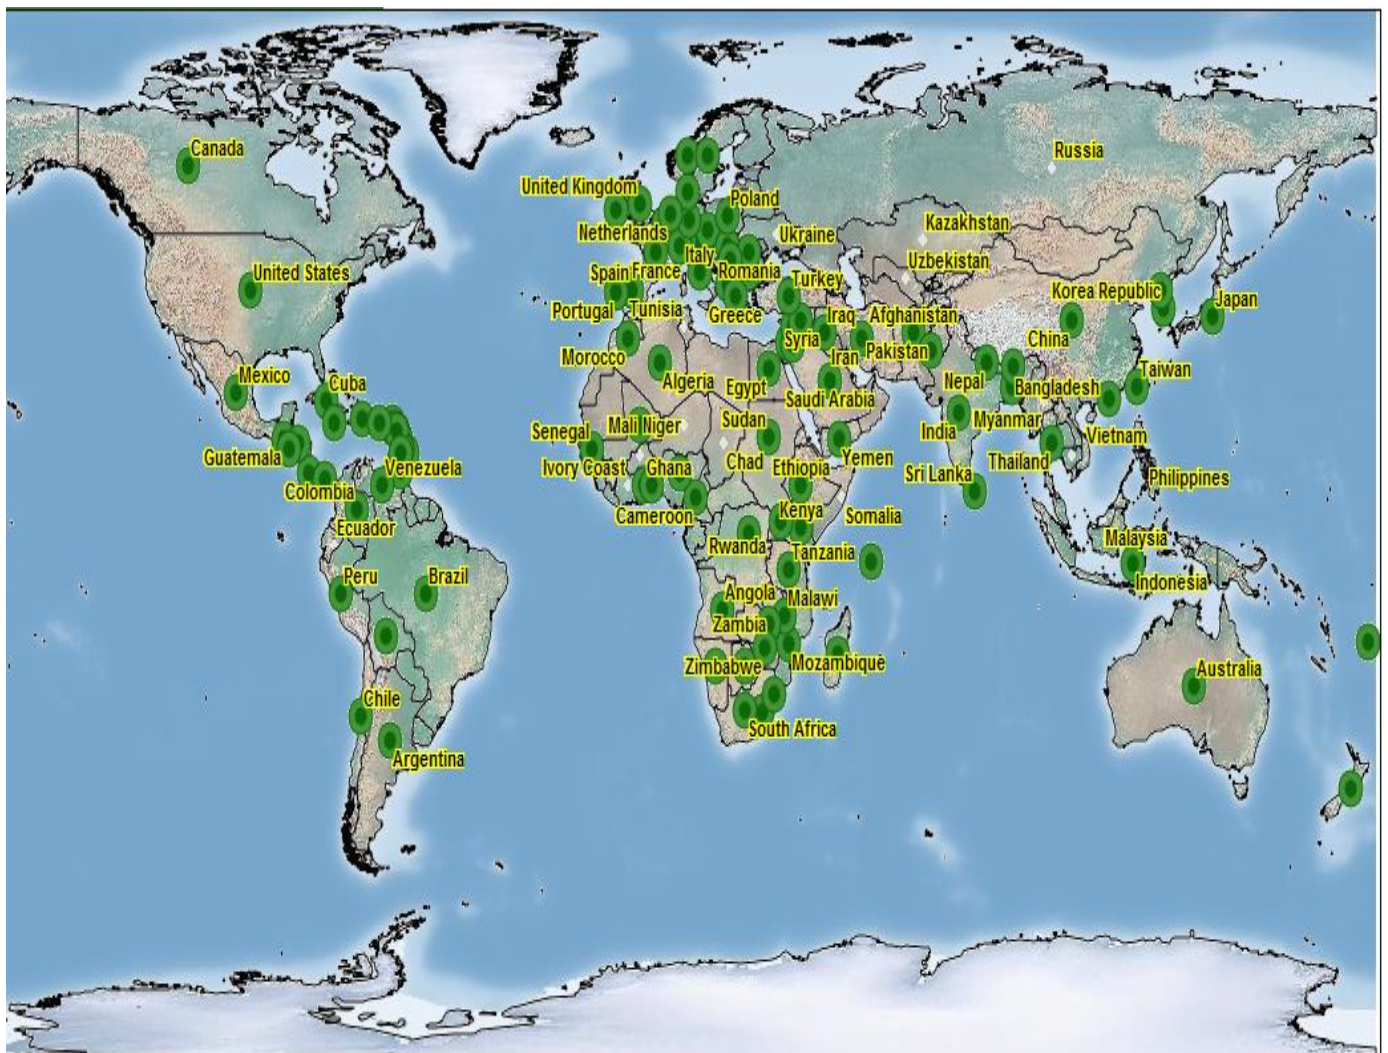 Canada
Russia
United Kingdom
Poland
Kazakhstan
Netherlands
Ukraine
Italy
Uzbekistan
United States
Spain
France
Romania
Turkey
Korea Republic
Japan
Portugal
Tunisia
Greece
Iraq
Afghanistan
Syria
China
Morocco
Iran
Pakistan
Mexico
Cuba
Algeria
Egypt
Saudi Arabia
Nepal
Bangladesh
Taiwan
Senegal
Mali
Niger
Sudan
India
Myanmar
Vietnam
Guatemala
Venezuela
Ivory Coast
Ghana
Chad
Ethiopia
Yemen
Sri Lanka
Thailand
Philippines
Colombia
Ecuador
Cameroon
Kenya
Somalia
Rwanda
Tanzania
Malaysia
Peru
Brazil
Angola
Malawi
Indonesia
Zambia
Zimbabwe
Mozambique
Australia
Chile
South Africa
Argentina